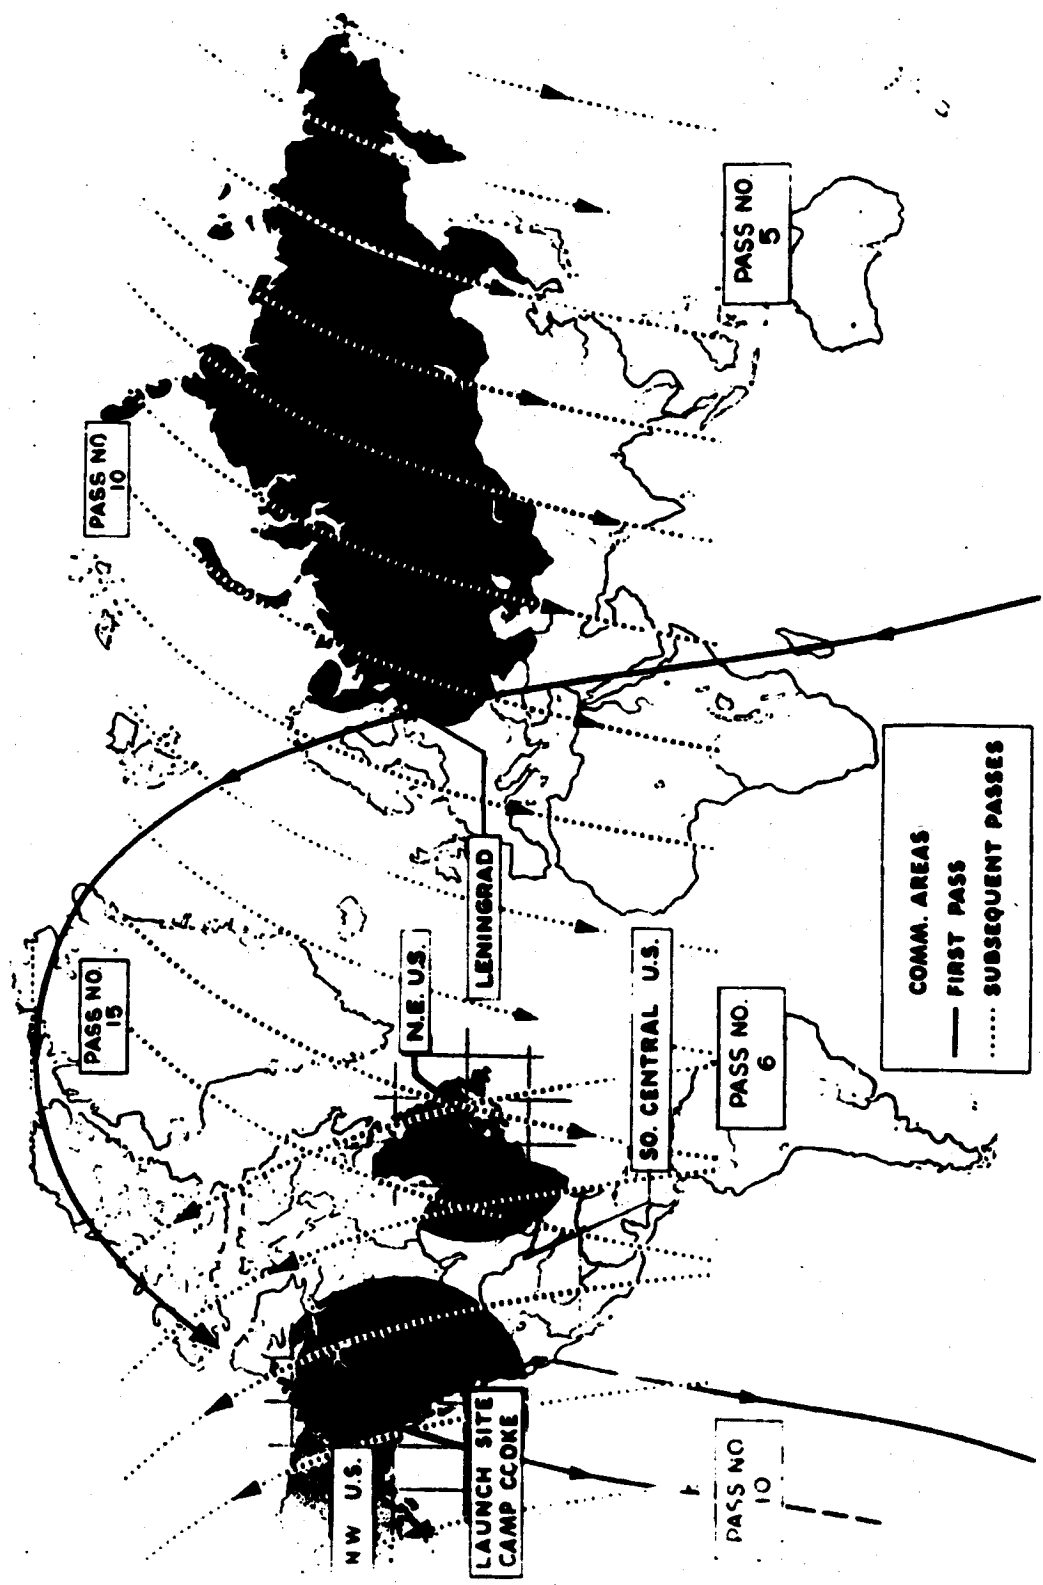 PASS NO.
5
PASS NO
10
PASS NO.
15
LENINGRAD
N.E. U.S.
SO. CENTRAL U.S.
PASS NO.
6
COMM. AREAS
FIRST PASS
SUBSEQUENT PASSES
NW U.S.
LAUNCH SITE
CAMP CCOKE
PASS NO
10